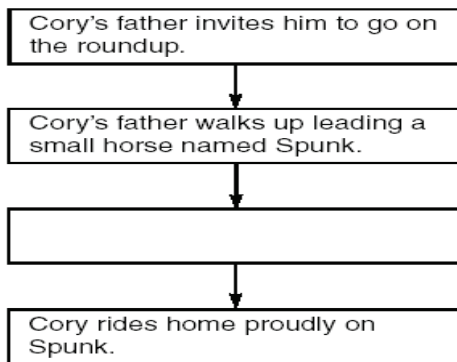 Cory's father invites him to go on
the roundup.
Cory's father walks up leading a
small horse named Spunk.
Cory rides home proudly on
Spunk.